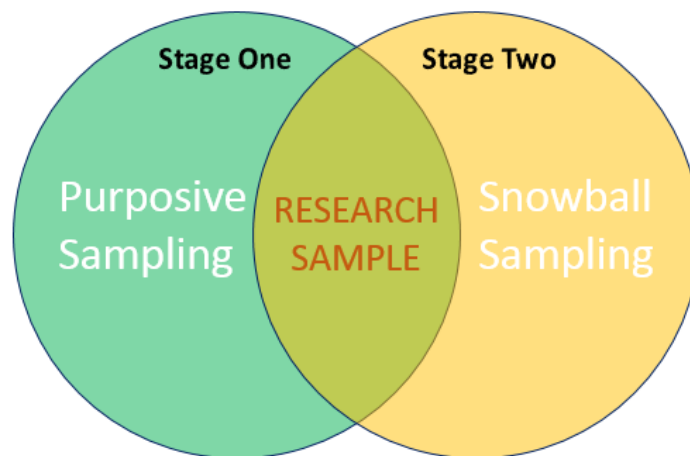 Stage One
Stage Two
Purposive
Sampling
RESEARCH
SAMPLE
Snowball
Sampling